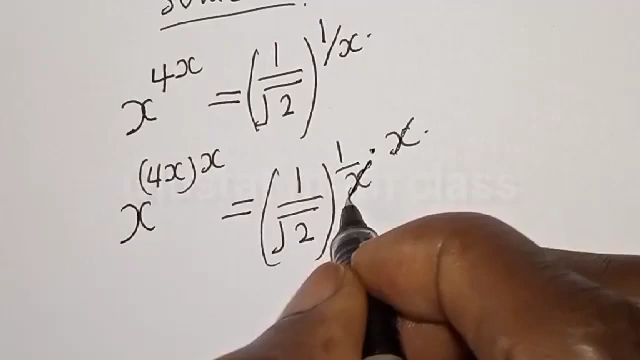 x^{4x} = (1/√2)^{1/x}.
x^{(4x)x} = (1/√2)^{1/x · x}.